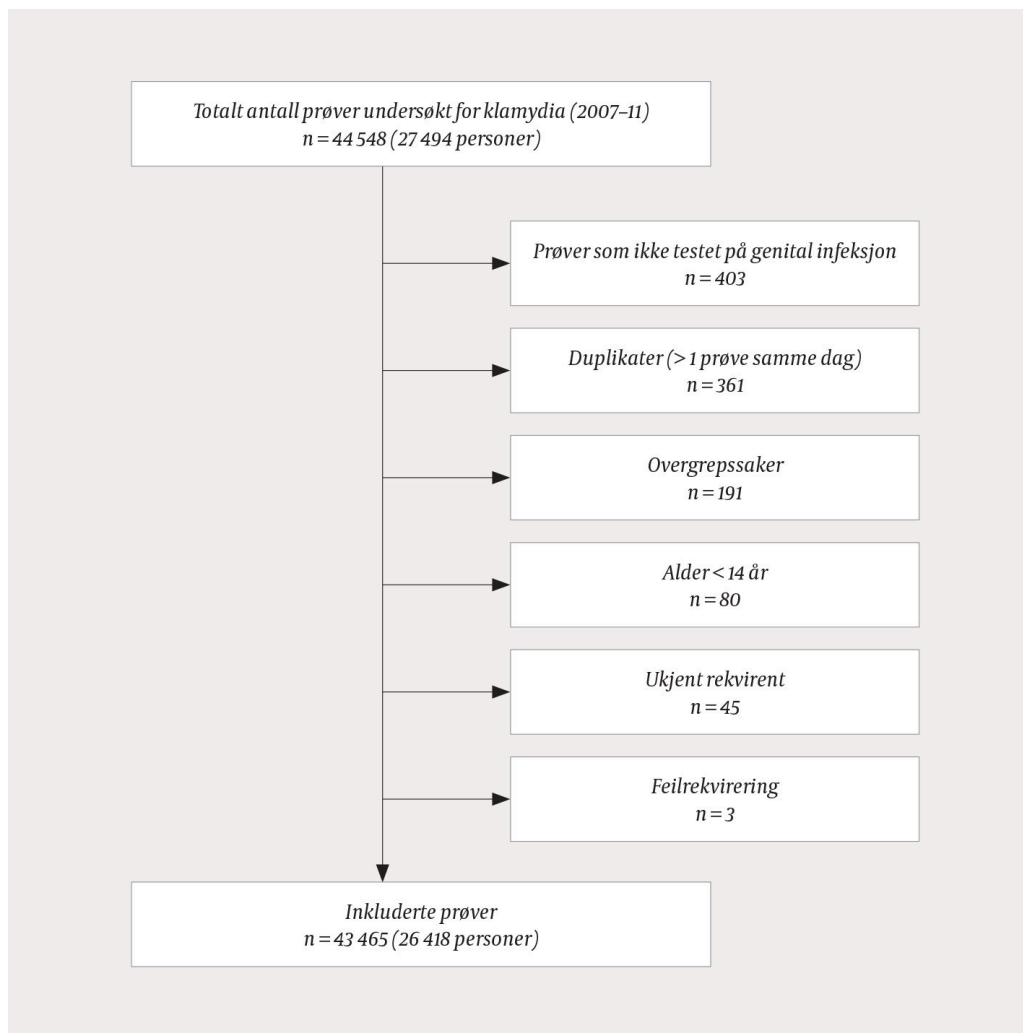 Totalt antall prøver undersøkt for klamydia (2007–11)
n = 44 548 (27 494 personer)
Prøver som ikke testet på genital infeksjon
n = 403
Duplikater (> 1 prøve samme dag)
n = 361
Overgrepssaker
n = 191
Alder < 14 år
n = 80
Ukjent rekvirent
n = 45
Feilrekvirering
n = 3
Inkluderte prøver
n = 43 465 (26 418 personer)